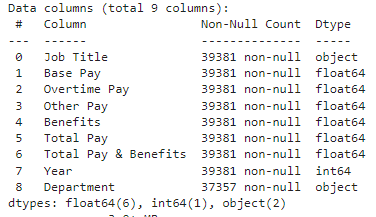 Data columns (total 9 columns):
 #   Column                Non-Null Count  Dtype
---  ------                --------------  -----
 0   Job Title             39381 non-null  object
 1   Base Pay              39381 non-null  float64
 2   Overtime Pay          39381 non-null  float64
 3   Other Pay             39381 non-null  float64
 4   Benefits              39381 non-null  float64
 5   Total Pay             39381 non-null  float64
 6   Total Pay & Benefits  39381 non-null  float64
 7   Year                  39381 non-null  int64
 8   Department            37357 non-null  object
dtypes: float64(6), int64(1), object(2)